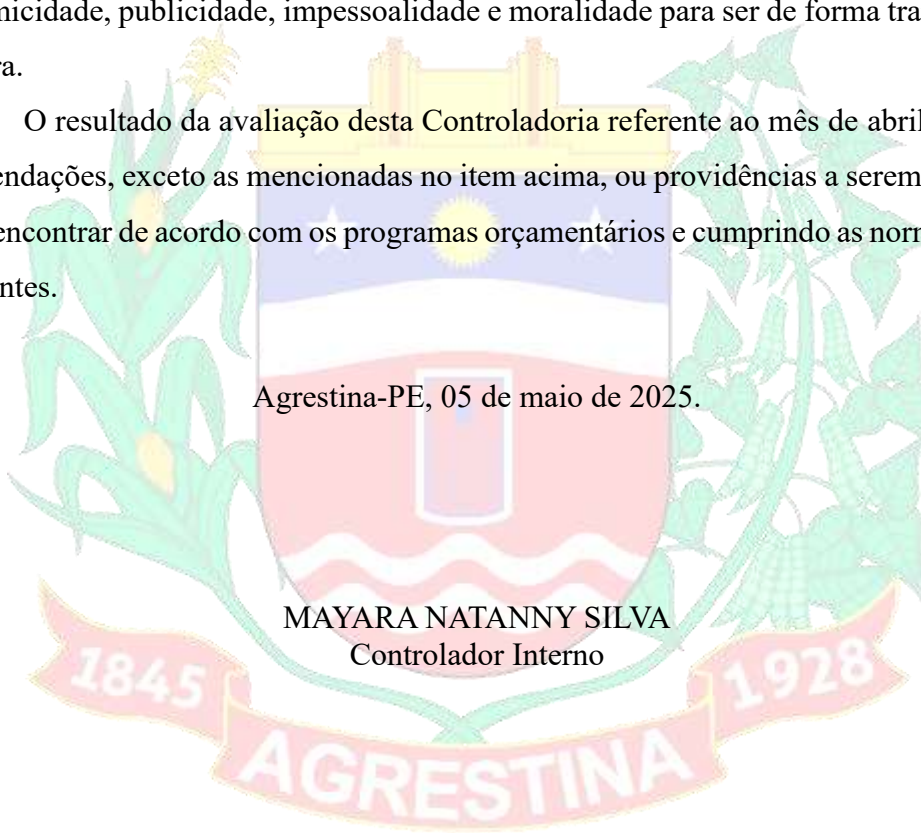 micidade, publicidade, impessoalidade e moralidade para ser de forma tra
ra.
O resultado da avaliação desta Controladoria referente ao mês de abril
endações, exceto as mencionadas no item acima, ou providências a serem
encontrar de acordo com os programas orçamentários e cumprindo as norm
ntes.
Agrestina-PE, 05 de maio de 2025.
MAYARA NATANNY SILVA
Controlador Interno
1845
1928
AGRESTINA